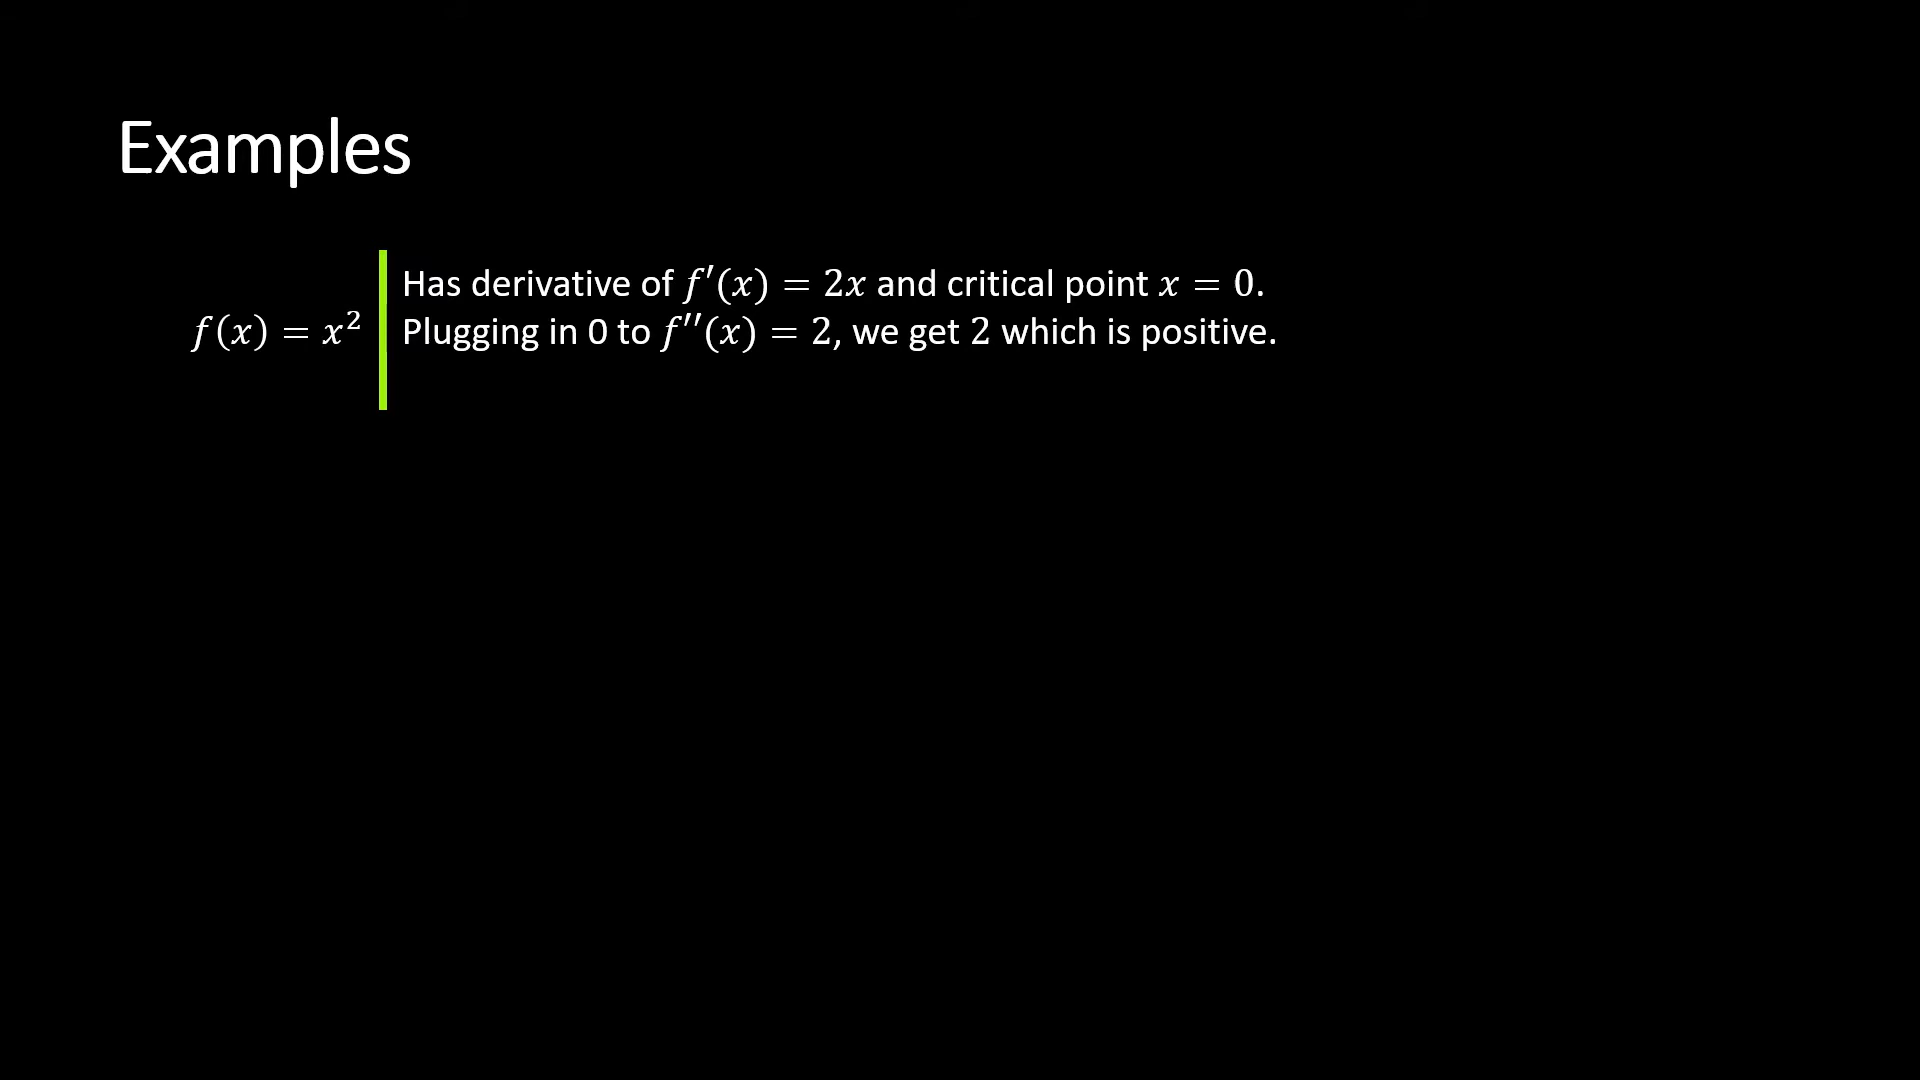 Examples
f(x) = x²
Has derivative of f′(x) = 2x and critical point x = 0.
Plugging in 0 to f′′(x) = 2, we get 2 which is positive.